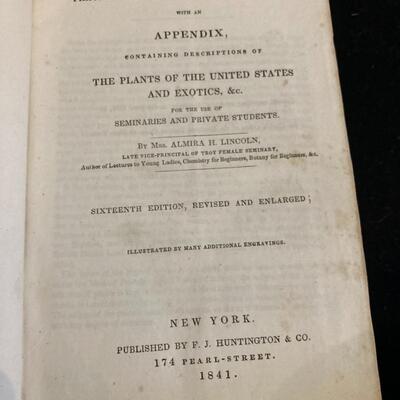 WITH AN
APPENDIX,
CONTAINING DESCRIPTIONS OF
THE PLANTS OF THE UNITED STATES
AND EXOTICS, &c.
FOR THE USE OF
SEMINARIES AND PRIVATE STUDENTS.
BY MRS. ALMIRA H. LINCOLN,
LATE VICE-PRINCIPAL OF TROY FEMALE SEMINARY,
Author of Lectures to Young Ladies, Chemistry for Beginners, Botany for Beginners, &c.
SIXTEENTH EDITION, REVISED AND ENLARGED;
ILLUSTRATED BY MANY ADDITIONAL ENGRAVINGS.
NEW YORK.
PUBLISHED BY F. J. HUNTINGTON & CO.
174 PEARL-STREET.
1841.